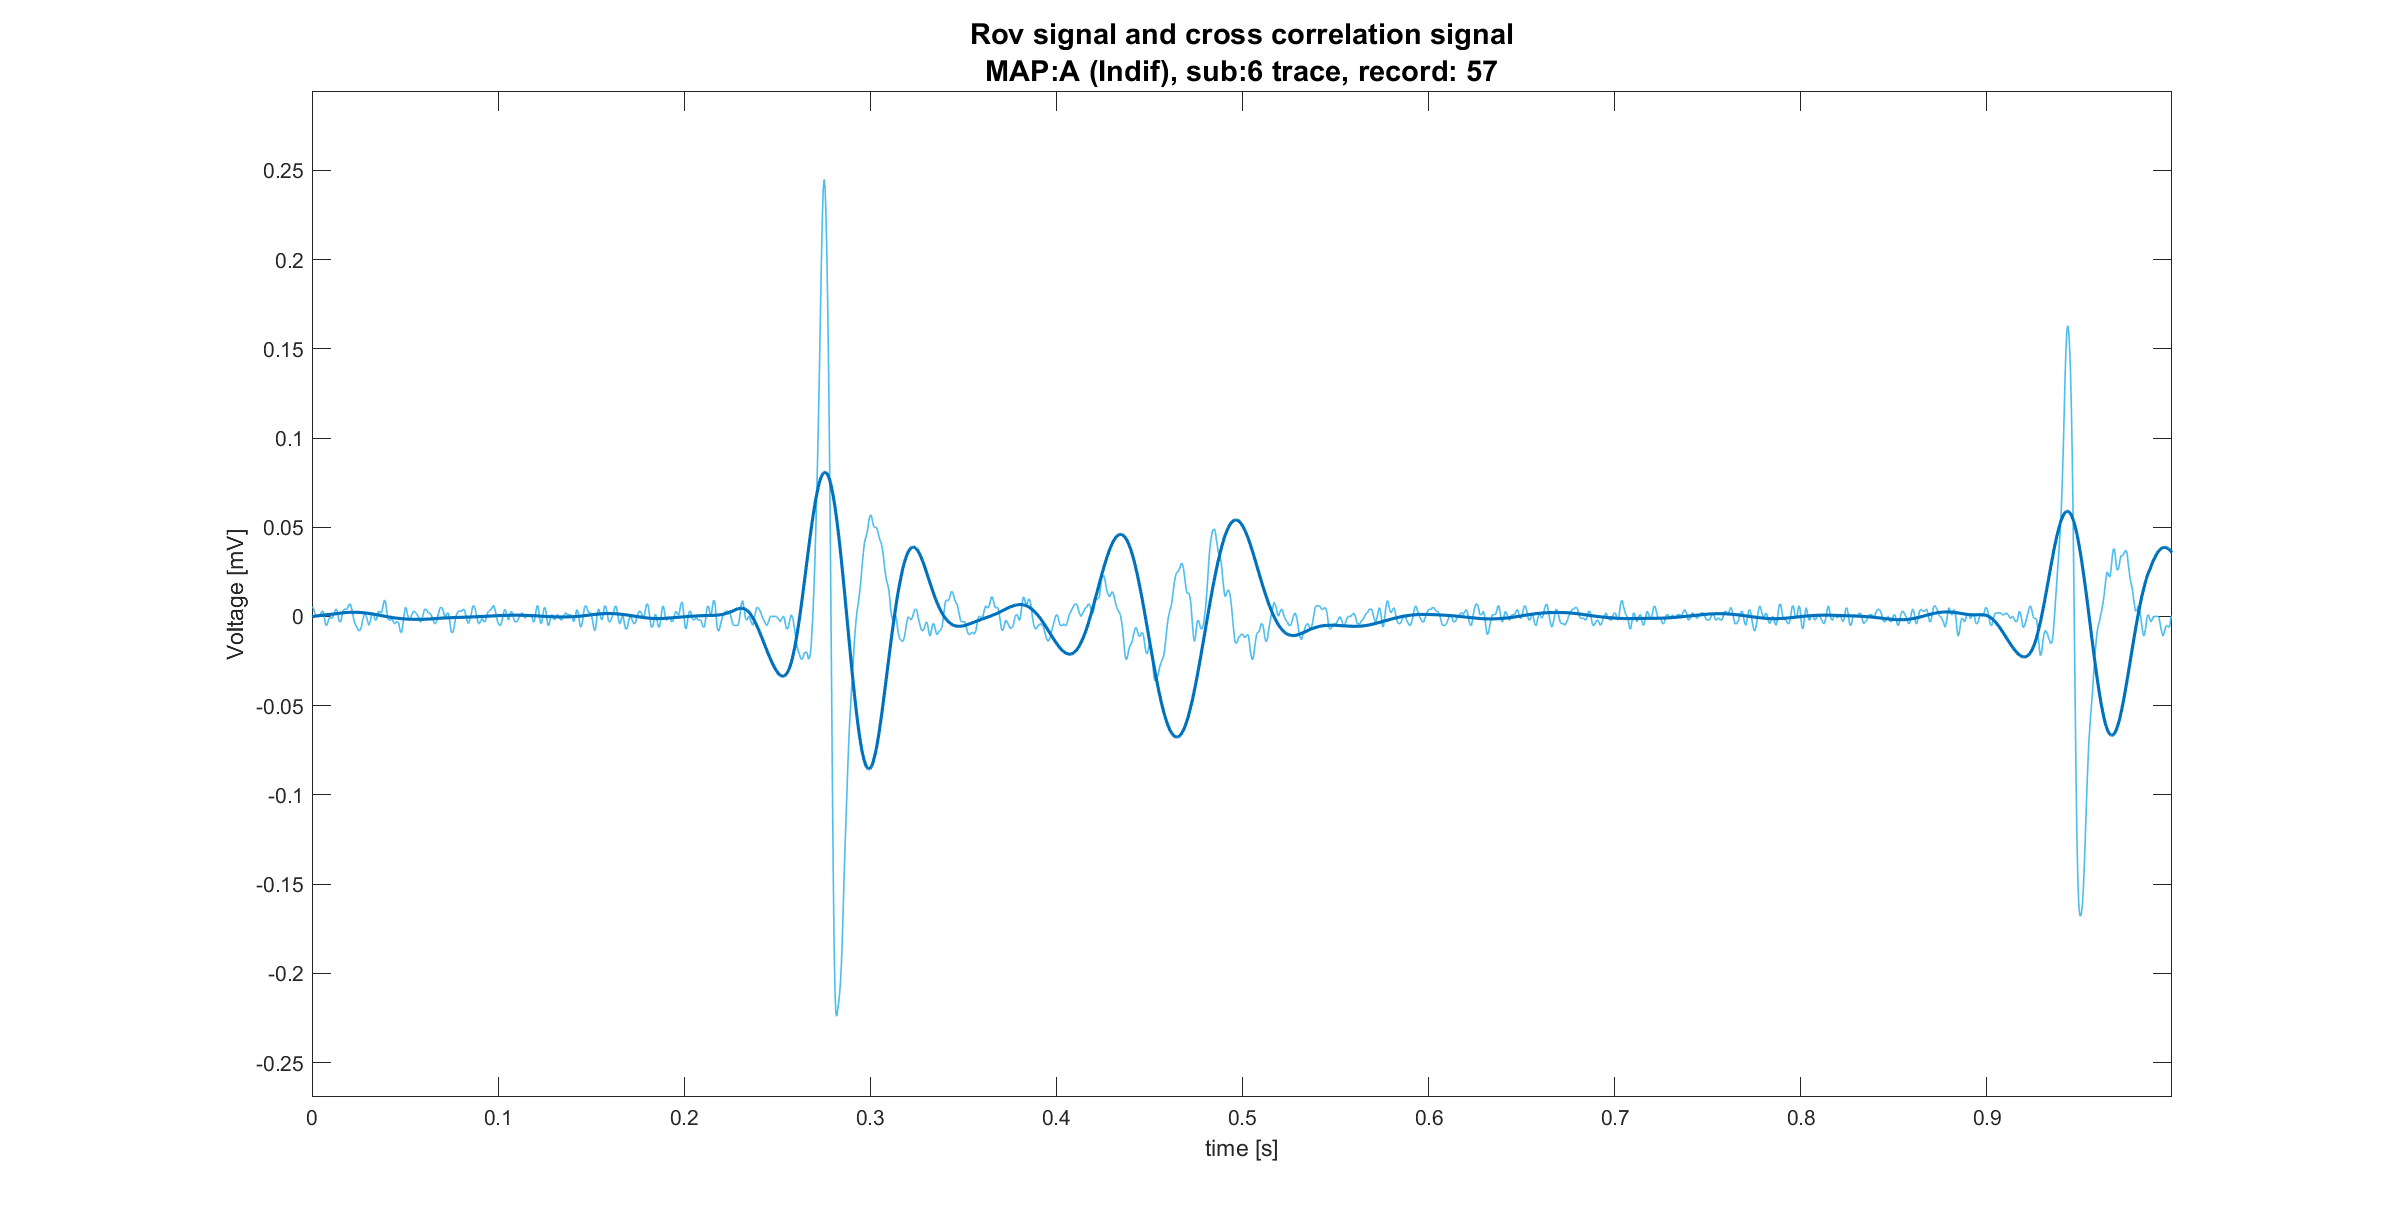 Rov signal and cross correlation signal
MAP:A (Indif), sub:6 trace, record: 57
0.25
0.2
0.15
0.1
0.05
0
-0.05
-0.1
-0.15
-0.2
-0.25
Voltage [mV]
0 0.1 0.2 0.3 0.4 0.5 0.6 0.7 0.8 0.9
time [s]